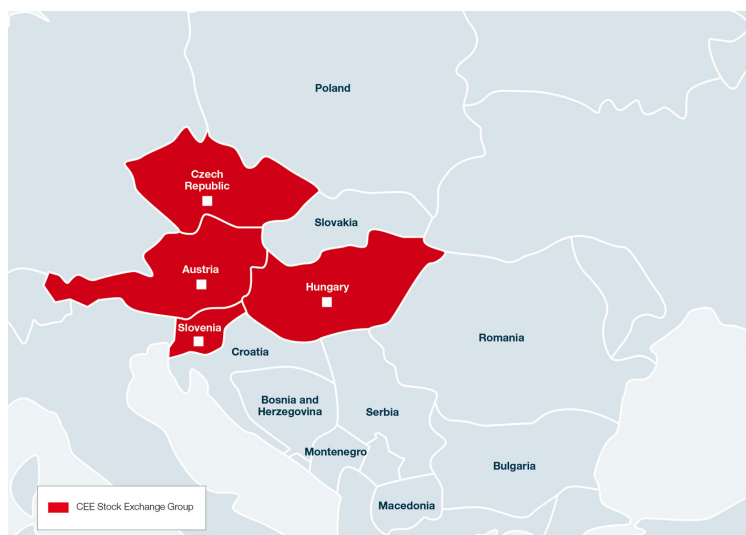 Poland
Czech
Republic
Slovakia
Austria
Hungary
Slovenia
Croatia
Romania
Bosnia and
Herzegovina
Serbia
Montenegro
Bulgaria
Macedonia
CEE Stock Exchange Group